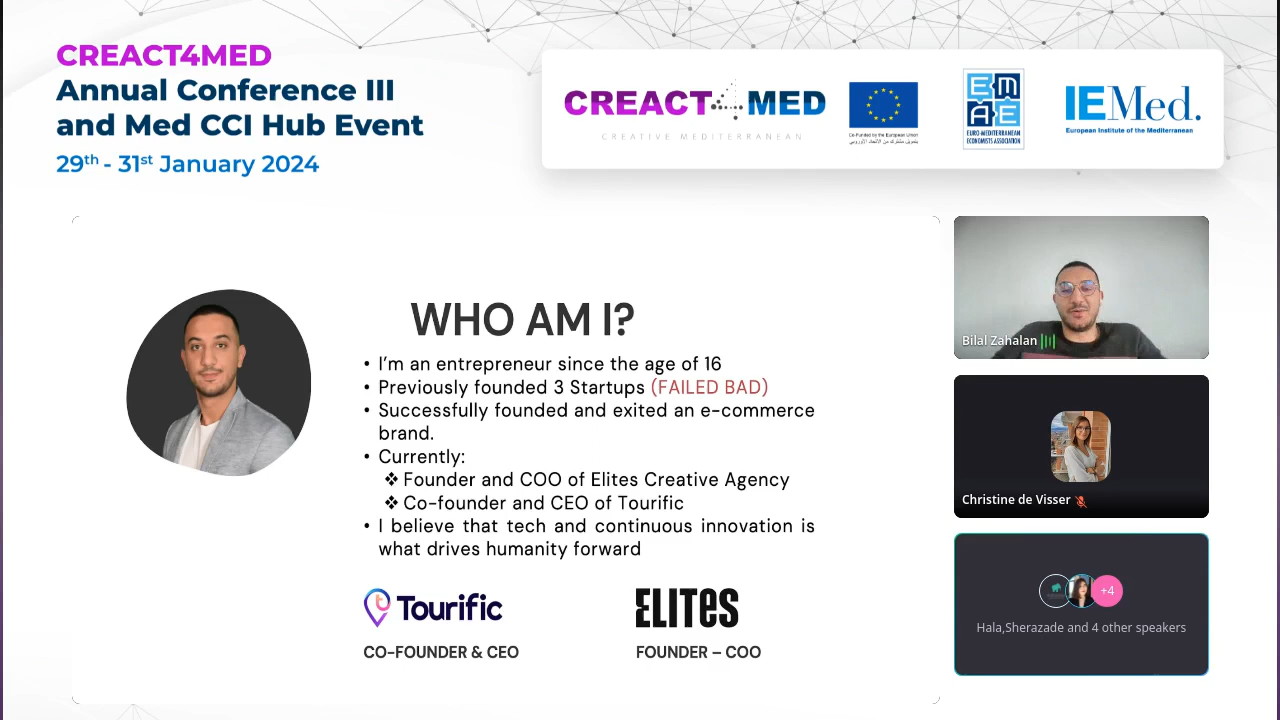 CREACT4MED
Annual Conference III
and Med CCI Hub Event
29th - 31st January 2024
CREACT4MED
CREATIVE MEDITERRANEAN
Co-Funded by the European Union
بتمويل مشترك من الاتحاد الأوروبي
EMEA
EURO-MEDITERRANEAN
ECONOMISTS ASSOCIATION
IEMed.
European Institute of the Mediterranean
WHO AM I?
• I’m an entrepreneur since the age of 16
• Previously founded 3 Startups (FAILED BAD)
• Successfully founded and exited an e-commerce
brand.
• Currently:
❖ Founder and COO of Elites Creative Agency
❖ Co-founder and CEO of Tourific
• I believe that tech and continuous innovation is
what drives humanity forward
Tourific
ELITes
CO-FOUNDER & CEO
FOUNDER – COO
Bilal Zahalan
Christine de Visser
+4
Hala,Sherazade and 4 other speakers